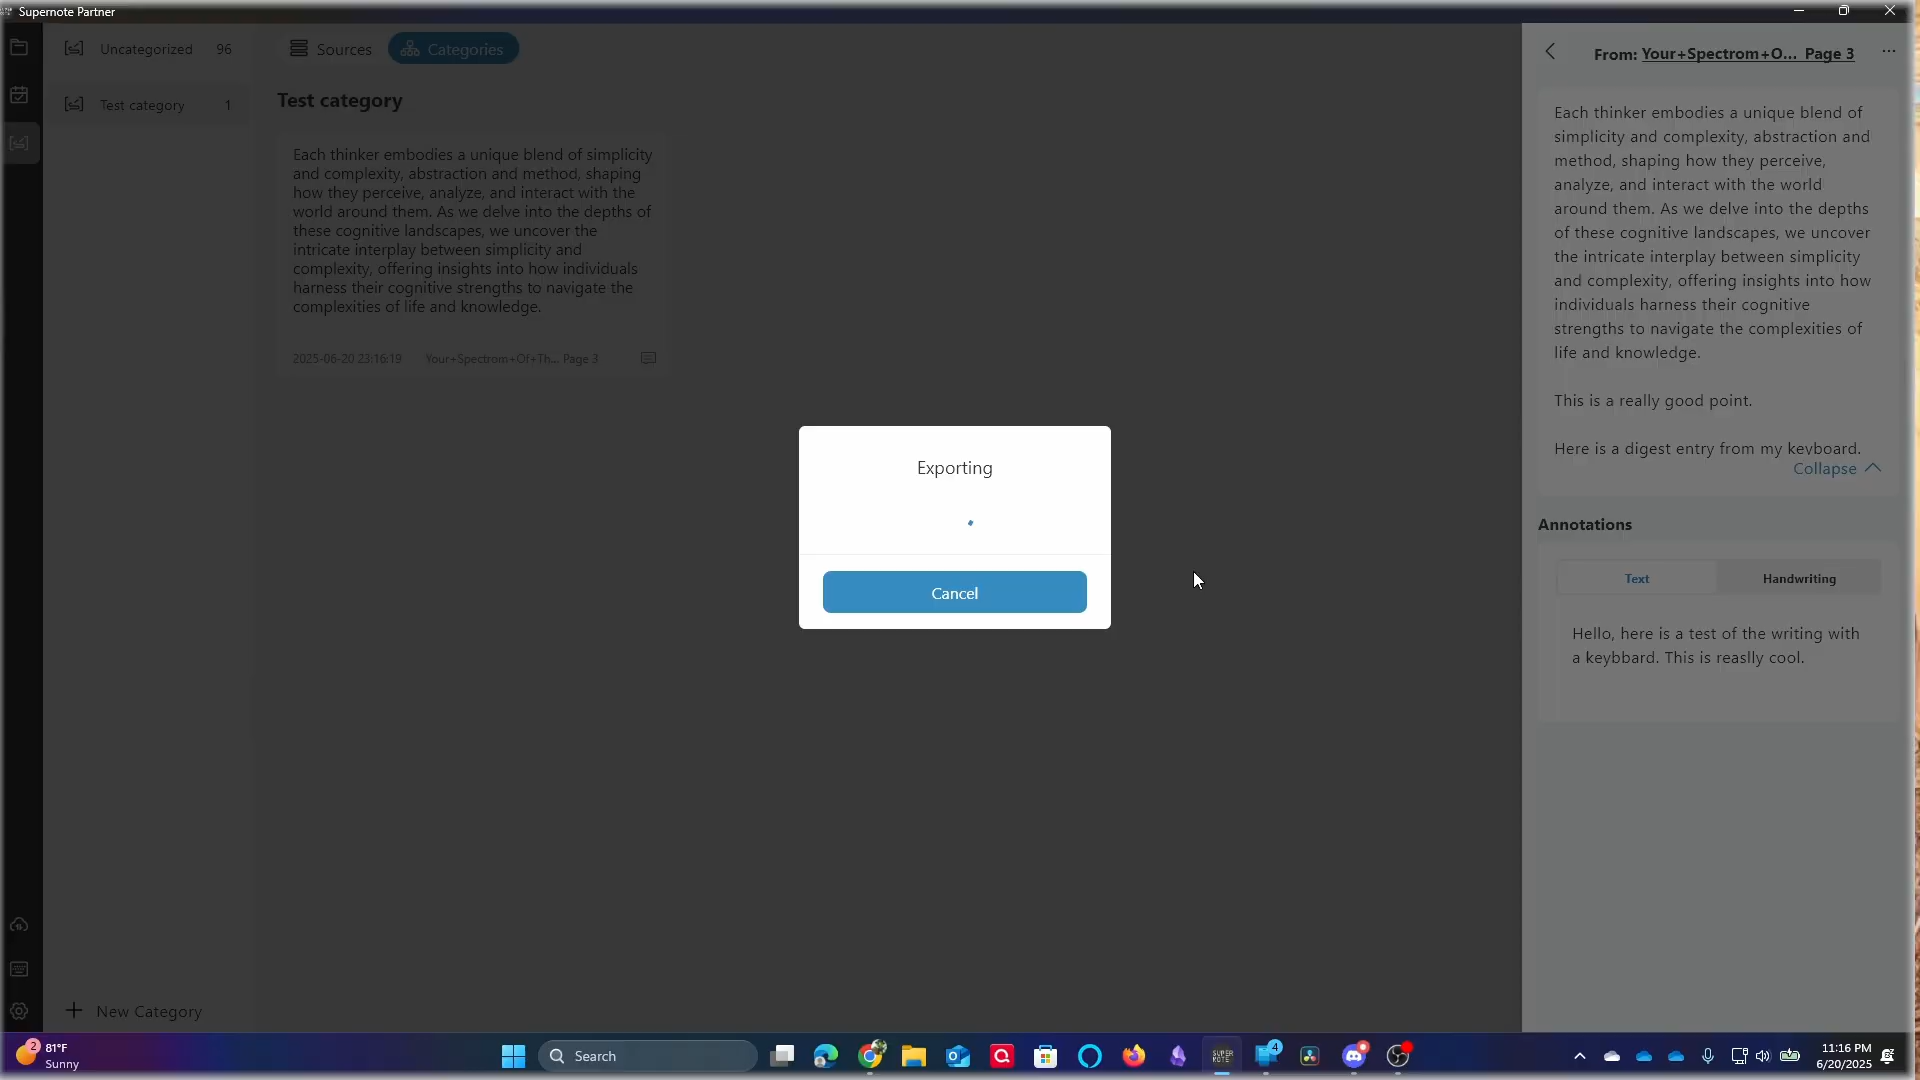 Supernote Partner
Uncategorized 96
Test category 1
New Category
Sources Categories
Test category
Each thinker embodies a unique blend of simplicity
and complexity, abstraction and method, shaping
how they perceive, analyze, and interact with the
world around them. As we delve into the depths of
these cognitive landscapes, we uncover the
intricate interplay between simplicity and
complexity, offering insights into how individuals
harness their cognitive strengths to navigate the
complexities of life and knowledge.
2025-06-20 23:16:19 Your+Spectrom+Of+Th... Page 3
Exporting
Cancel
From: Your+Spectrom+O... Page 3
Each thinker embodies a unique blend of
simplicity and complexity, abstraction and
method, shaping how they perceive,
analyze, and interact with the world
around them. As we delve into the depths
of these cognitive landscapes, we uncover
the intricate interplay between simplicity
and complexity, offering insights into how
individuals harness their cognitive
strengths to navigate the complexities of
life and knowledge.
This is a really good point.
Here is a digest entry from my keyboard.
Collapse
Annotations
Text Handwriting
Hello, here is a test of the writing with
a keybbard. This is reaslly cool.
2
81°F
Sunny
Search
SUPER
NOTE
4
11:16 PM
6/20/2025